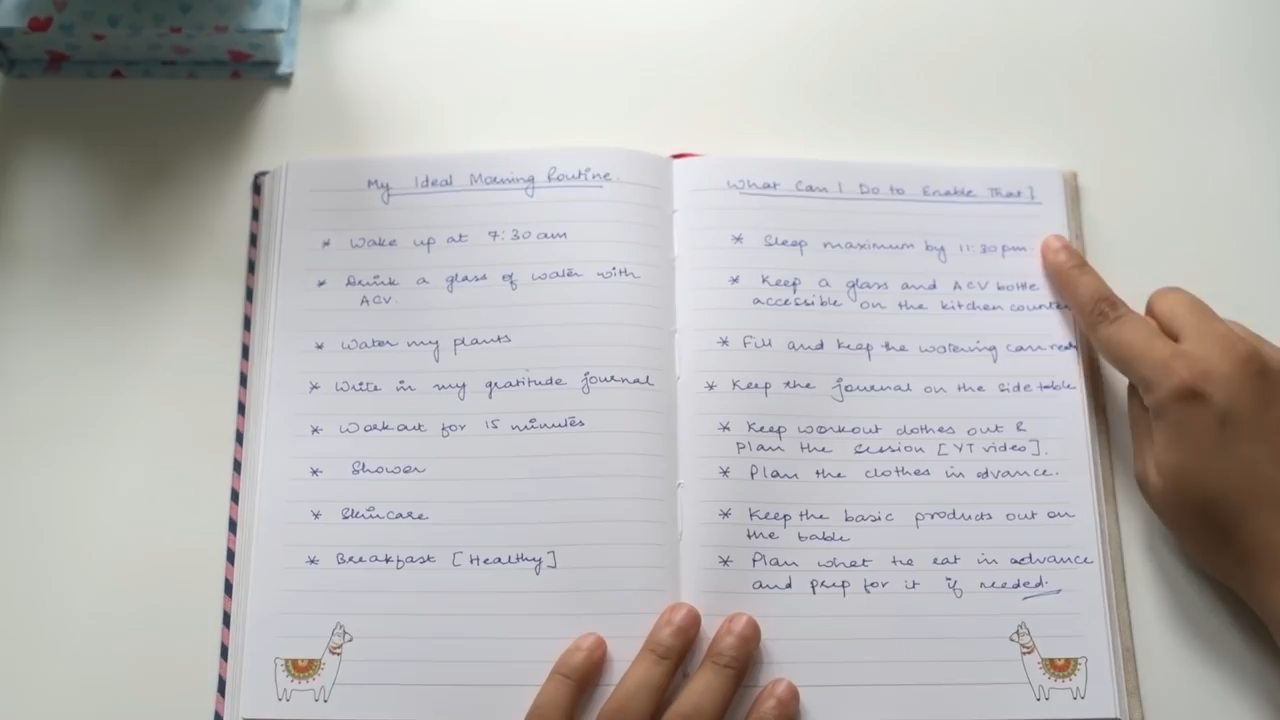 My Ideal Morning Routine.
* Wake up at 7:30 am
* Drink a glass of water with
ACV.
* Water my plants
* Write in my gratitude journal
* Workout for 15 minutes
* Shower
* Skincare
* Breakfast [Healthy]
What Can I Do to Enable That?
* Sleep maximum by 11:30 pm.
* Keep a glass and ACV bottle
accessible on the kitchen counter
* Fill and keep the watering can
* Keep the journal on the side table
* Keep workout clothes out &
plan the session [YT video].
* Plan the clothes in advance.
* Keep the basic products out on
the table
* Plan what to eat in advance
and prep for it if needed.